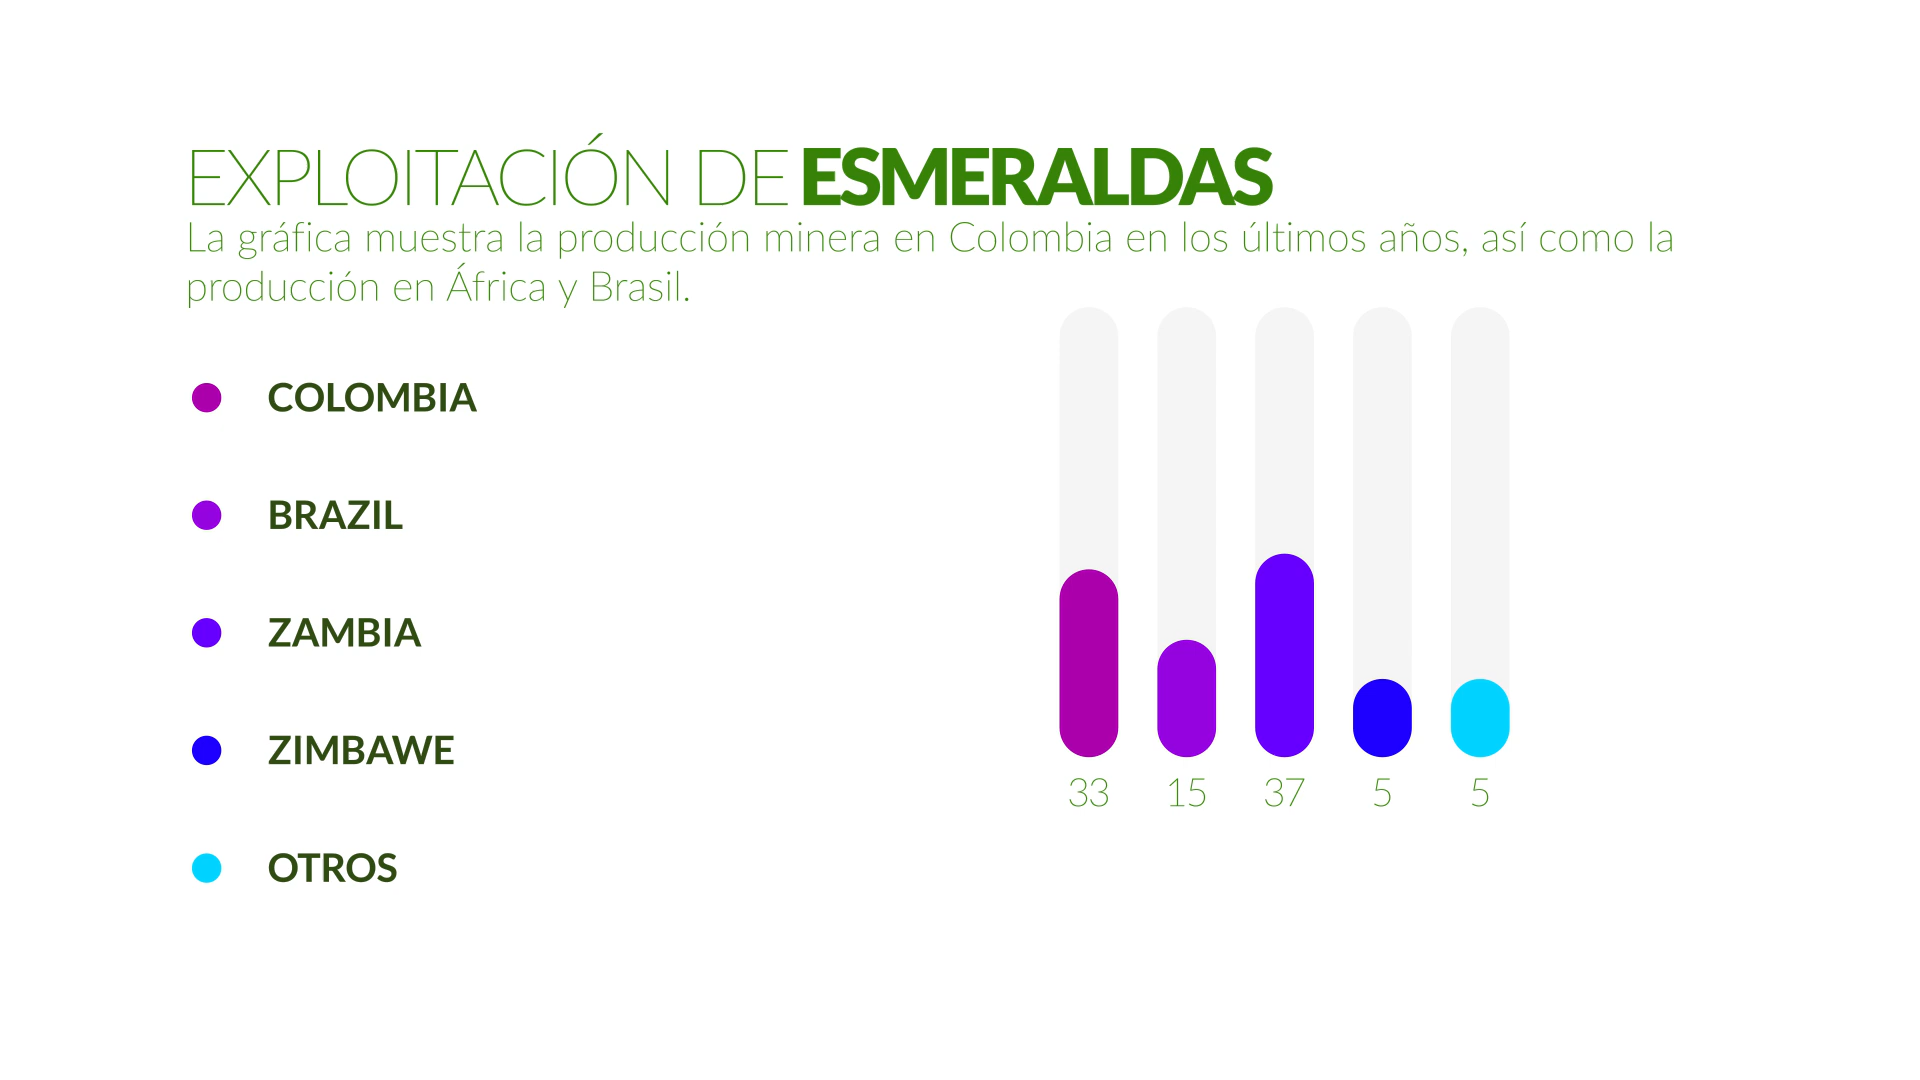 EXPLOITACIÓN DE ESMERALDAS
La gráfica muestra la producción minera en Colombia en los últimos años, así como la
producción en África y Brasil.
COLOMBIA
BRAZIL
ZAMBIA
ZIMBAWE
OTROS
33 15 37 5 5